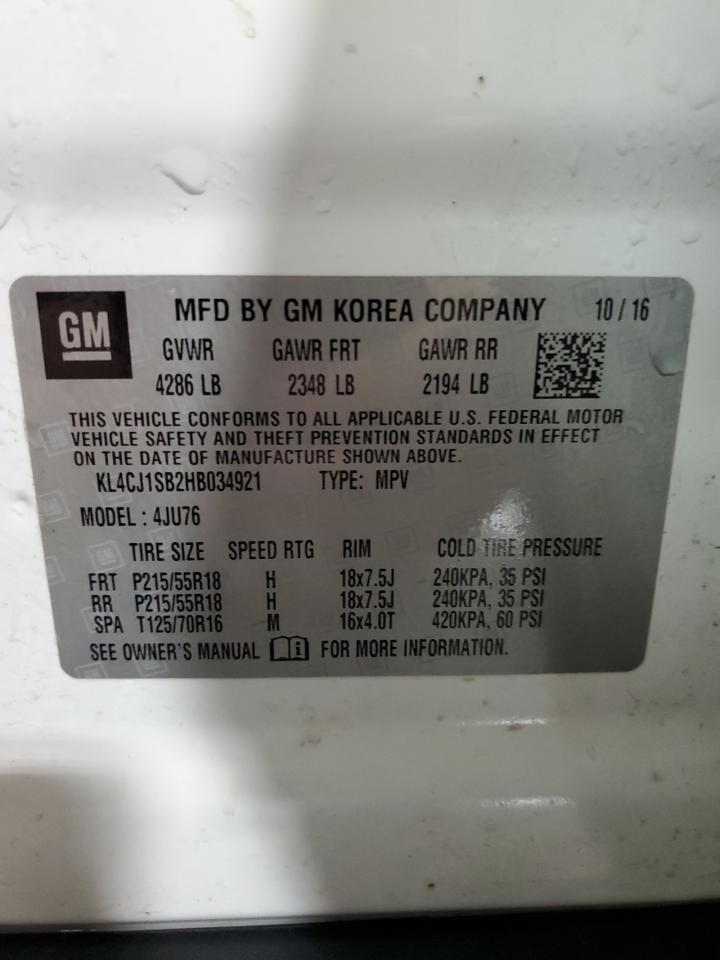 GM
MFD BY GM KOREA COMPANY 10 / 16
GVWR GAWR FRT GAWR RR
4286 LB 2348 LB 2194 LB
THIS VEHICLE CONFORMS TO ALL APPLICABLE U.S. FEDERAL MOTOR
VEHICLE SAFETY AND THEFT PREVENTION STANDARDS IN EFFECT
ON THE DATE OF MANUFACTURE SHOWN ABOVE.
KL4CJ1SB2HB034921 TYPE: MPV
MODEL : 4JU76
TIRE SIZE SPEED RTG RIM COLD TIRE PRESSURE
FRT P215/55R18 H 18x7.5J 240KPA, 35 PSI
RR P215/55R18 H 18x7.5J 240KPA, 35 PSI
SPA T125/70R16 M 16x4.0T 420KPA, 60 PSI
SEE OWNER'S MANUAL i FOR MORE INFORMATION.